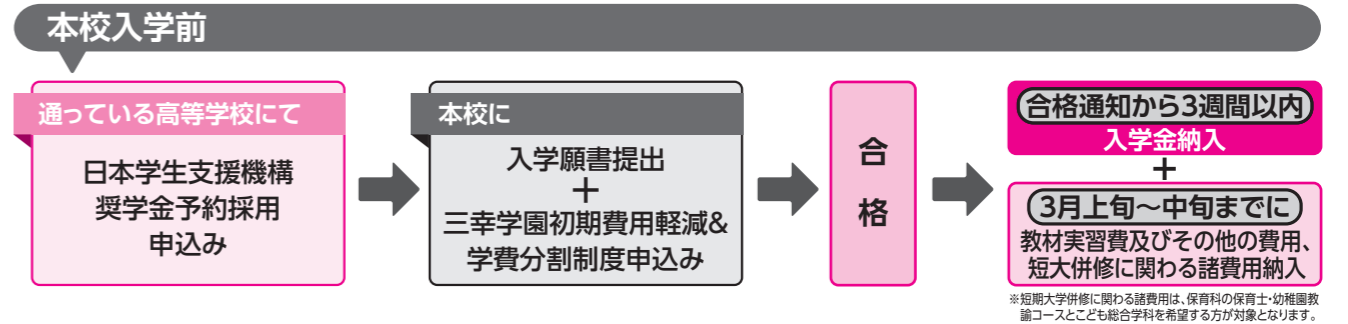 本校入学前
通っている高等学校にて
日本学生支援機構
奨学金予約採用
申込み
本校に
入学願書提出
+
三幸学園初期費用軽減&
学費分割制度申込み
合
格
合格通知から3週間以内
入学金納入
+
3月上旬～中旬までに
教材実習費及びその他の費用、
短大併修に関わる諸費用納入
※短期大学併修に関わる諸費用は、保育科の保育士・幼稚園教
諭コースとこども総合学科を希望する方が対象となります。